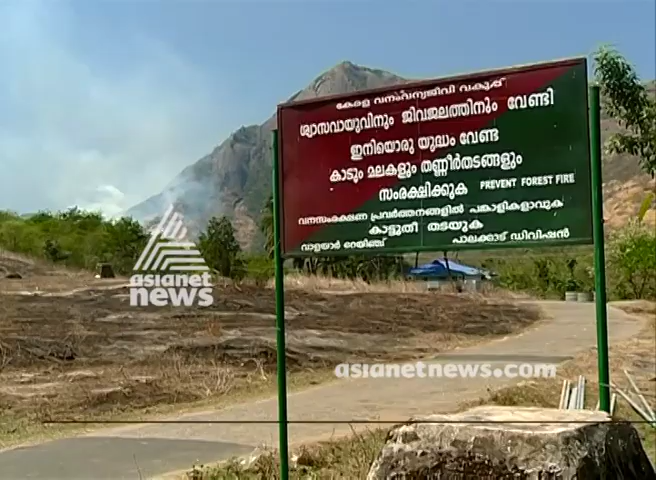 കേരള വനംവന്യജീവി വകുപ്പ്
ശ്വാസവായുവിനും ജീവജലത്തിനും വേണ്ടി
ഇനിയൊരു യുദ്ധം വേണ്ട
കാടും മലകളും തണ്ണീർതടങ്ങളും
സംരക്ഷിക്കുക PREVENT FOREST FIRE
വനസംരക്ഷണ പ്രവർത്തനങ്ങളിൽ പങ്കാളികളാവുക
കാട്ടുതീ തടയുക
വാളയാർ റെയിഞ്ച് പാലക്കാട് ഡിവിഷൻ
asianet
news
asianetnews.com